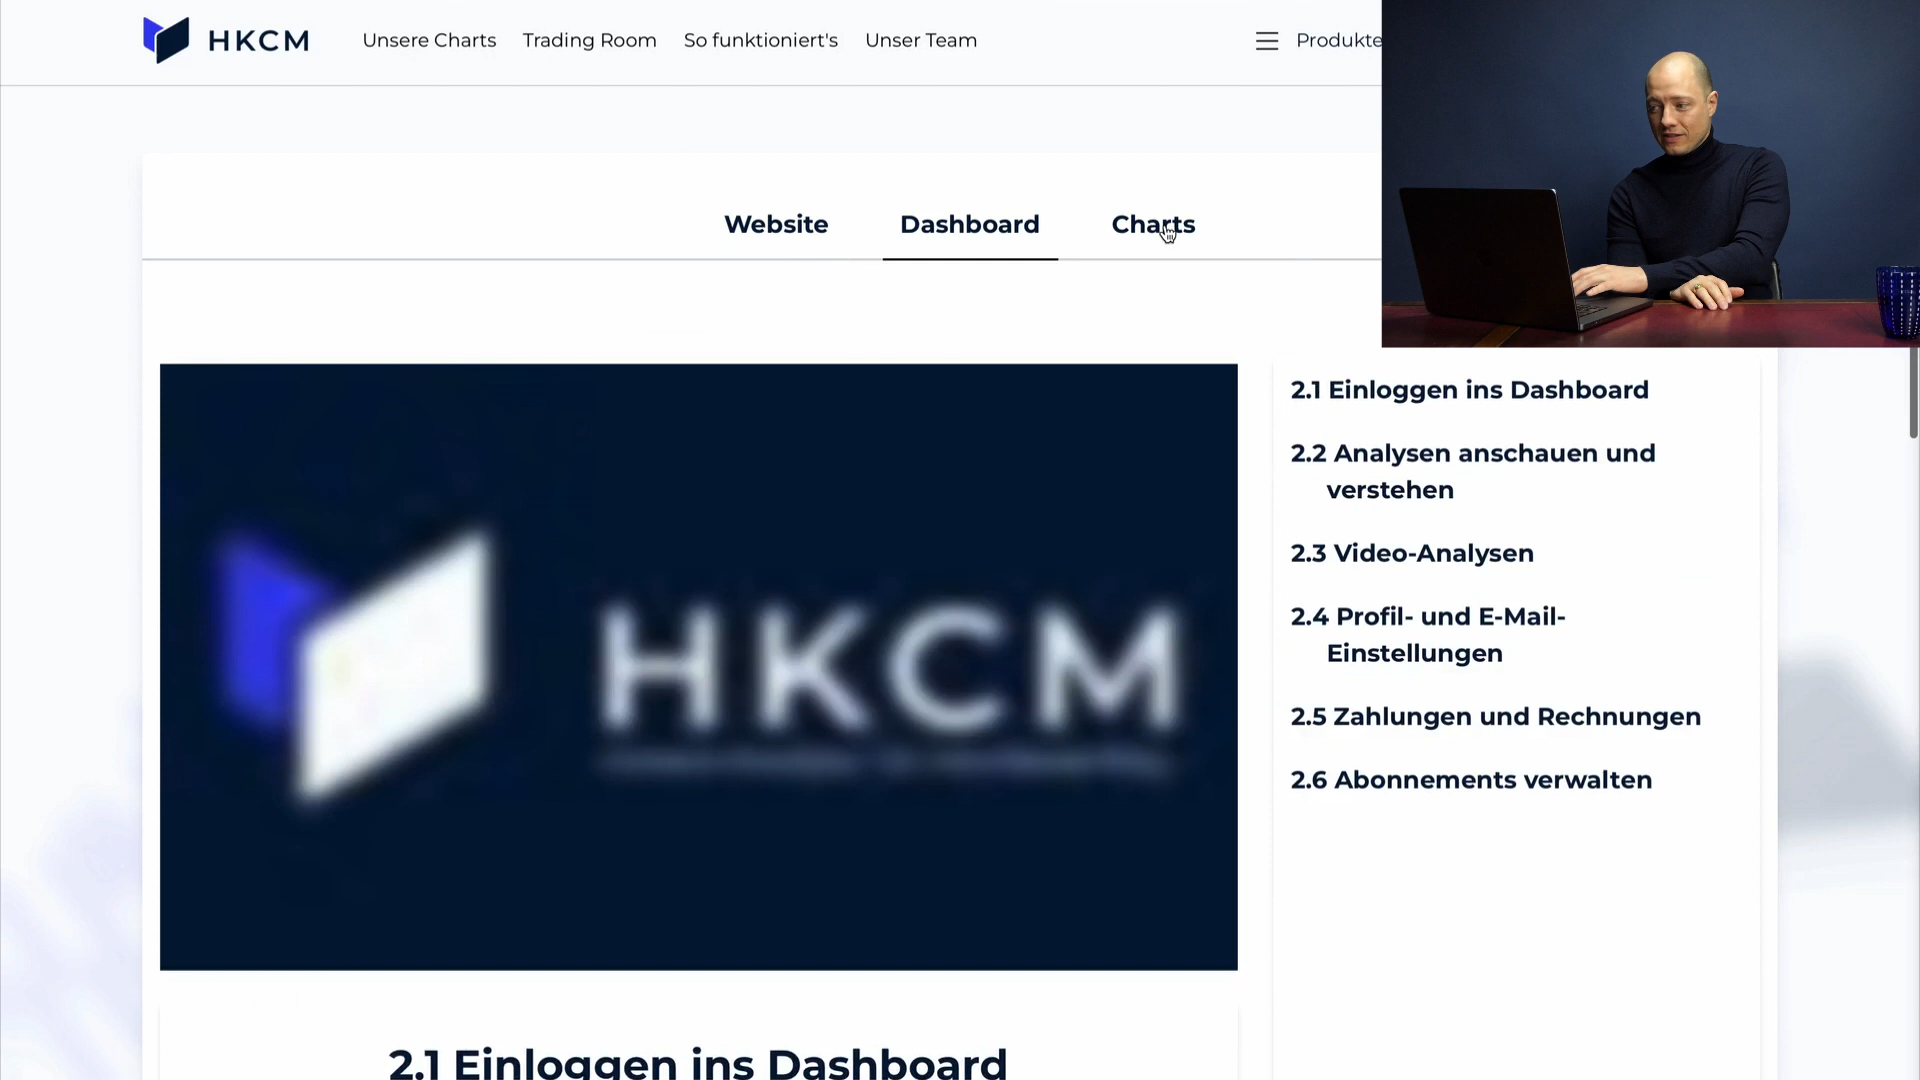 HKCM
Unsere Charts
Trading Room
So funktioniert's
Unser Team
Produkte
Website
Dashboard
Charts
HKCM
2.1 Einloggen ins Dashboard
2.2 Analysen anschauen und
verstehen
2.3 Video-Analysen
2.4 Profil- und E-Mail-
Einstellungen
2.5 Zahlungen und Rechnungen
2.6 Abonnements verwalten
2.1 Einloggen ins Dashboard